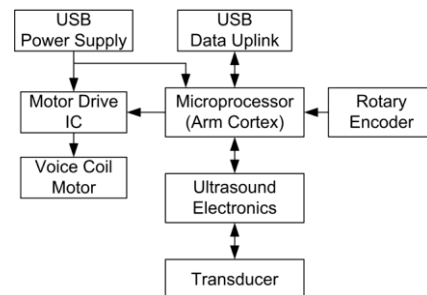 USB
Power Supply
USB
Data Uplink
Motor Drive
IC
Microprocessor
(Arm Cortex)
Rotary
Encoder
Voice Coil
Motor
Ultrasound
Electronics
Transducer